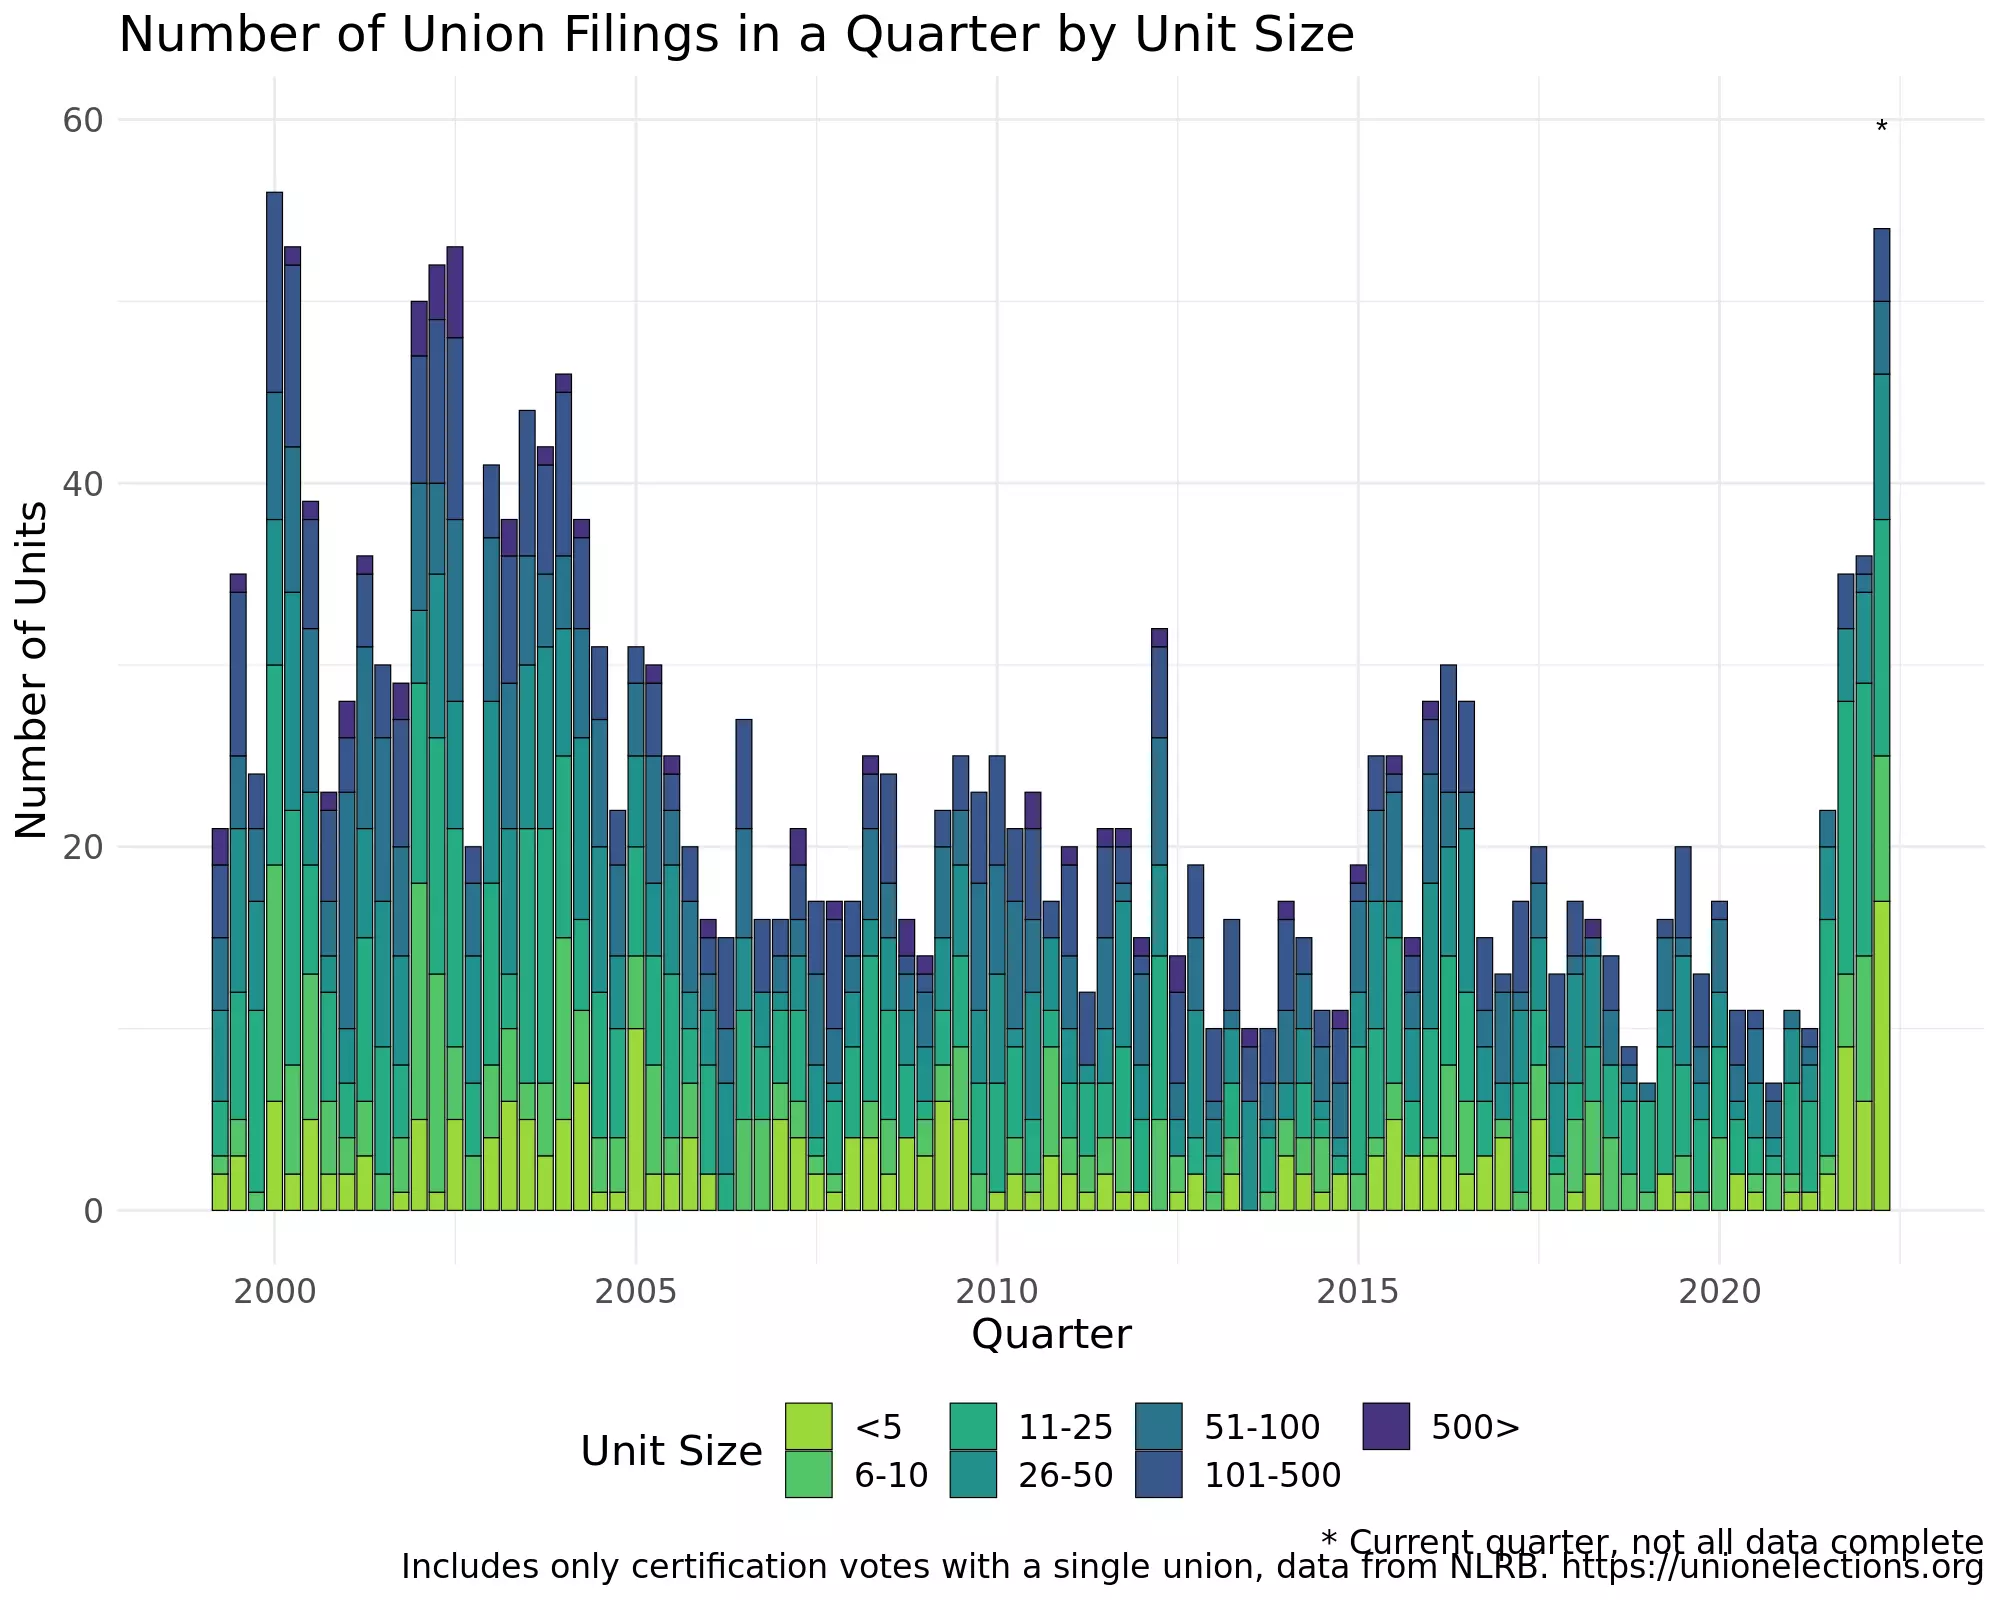 Number of Union Filings in a Quarter by Unit Size
60
*
40
20
0
Number of Units
2000 2005 2010 2015 2020
Quarter
Unit Size
<5 11-25 51-100 500>
6-10 26-50 101-500
* Current quarter, not all data complete
Includes only certification votes with a single union, data from NLRB. https://unionelections.org